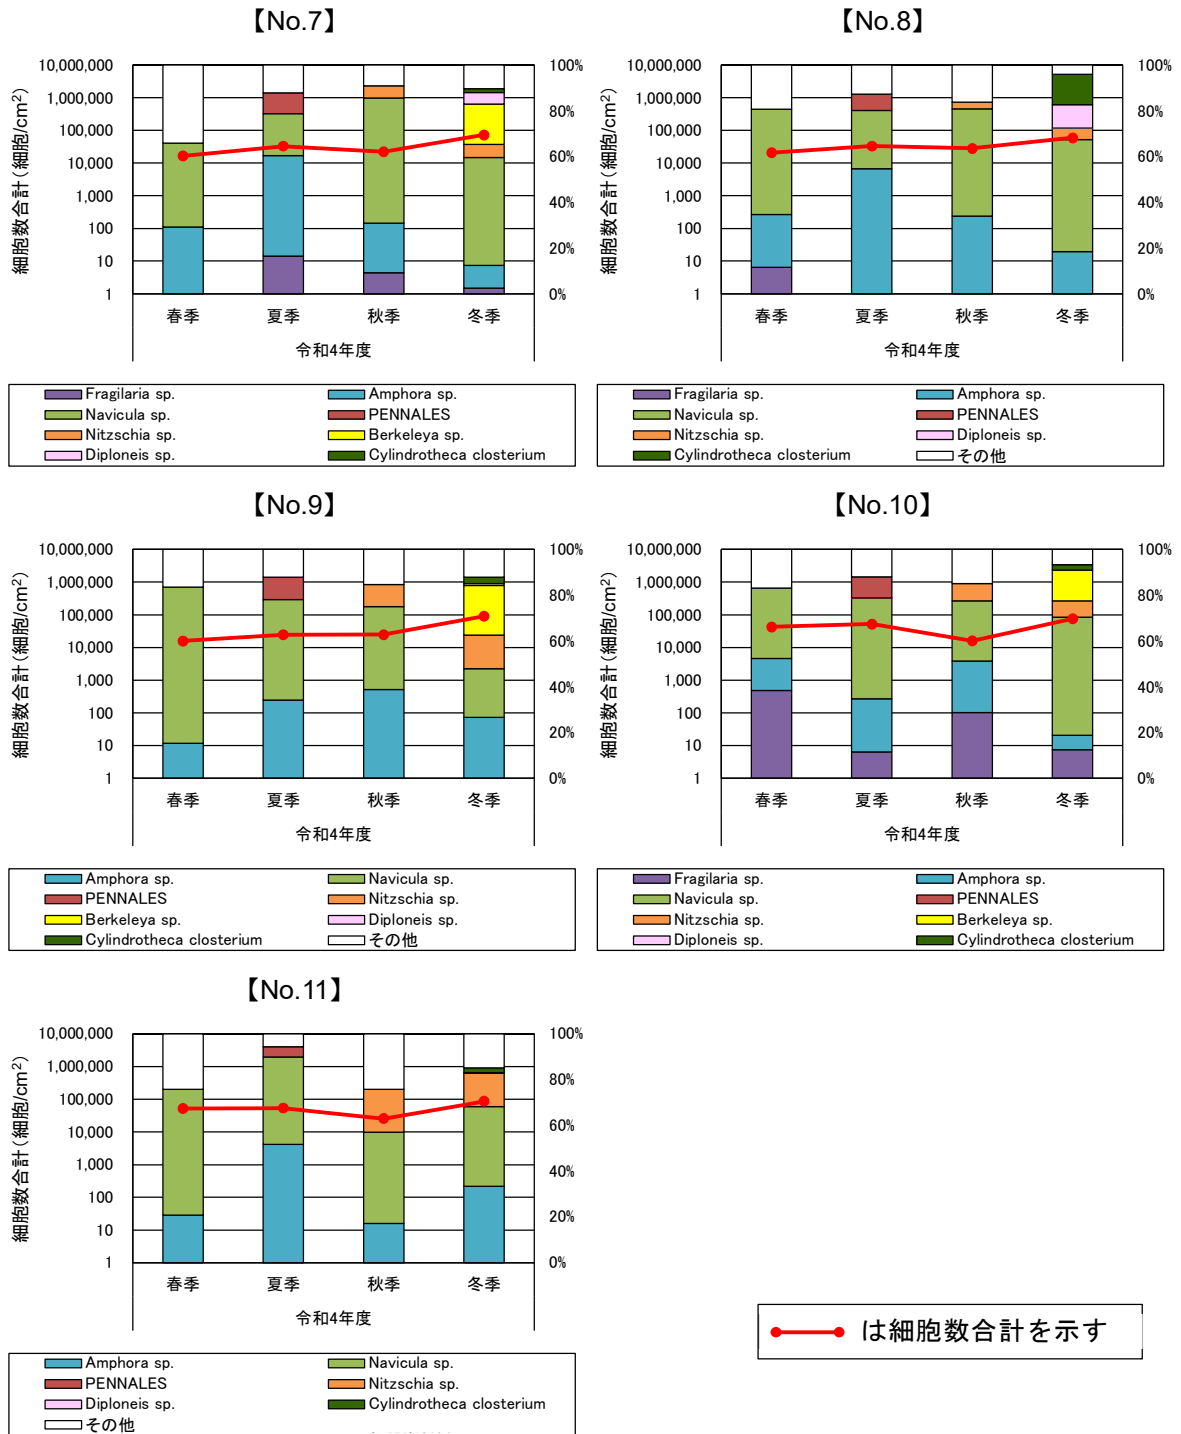 【No.7】
10,000,000
1,000,000
100,000
10,000
1,000
100
10
1
細胞数合計(細胞/cm²)
100%
80%
60%
40%
20%
0%
春季 夏季 秋季 冬季
令和4年度
Fragilaria sp. Amphora sp.
Navicula sp. PENNALES
Nitzschia sp. Berkeleya sp.
Diploneis sp. Cylindrotheca closterium
【No.8】
10,000,000
1,000,000
100,000
10,000
1,000
100
10
1
細胞数合計(細胞/cm²)
100%
80%
60%
40%
20%
0%
春季 夏季 秋季 冬季
令和4年度
Fragilaria sp. Amphora sp.
Navicula sp. PENNALES
Nitzschia sp. Diploneis sp.
Cylindrotheca closterium その他
【No.9】
10,000,000
1,000,000
100,000
10,000
1,000
100
10
1
細胞数合計(細胞/cm²)
100%
80%
60%
40%
20%
0%
春季 夏季 秋季 冬季
令和4年度
Amphora sp. Navicula sp.
PENNALES Nitzschia sp.
Berkeleya sp. Diploneis sp.
Cylindrotheca closterium その他
【No.10】
10,000,000
1,000,000
100,000
10,000
1,000
100
10
1
細胞数合計(細胞/cm²)
100%
80%
60%
40%
20%
0%
春季 夏季 秋季 冬季
令和4年度
Fragilaria sp. Amphora sp.
Navicula sp. PENNALES
Nitzschia sp. Berkeleya sp.
Diploneis sp. Cylindrotheca closterium
【No.11】
10,000,000
1,000,000
100,000
10,000
1,000
100
10
1
細胞数合計(細胞/cm²)
100%
80%
60%
40%
20%
0%
春季 夏季 秋季 冬季
令和4年度
Amphora sp. Navicula sp.
PENNALES Nitzschia sp.
Diploneis sp. Cylindrotheca closterium
その他
は細胞数合計を示す